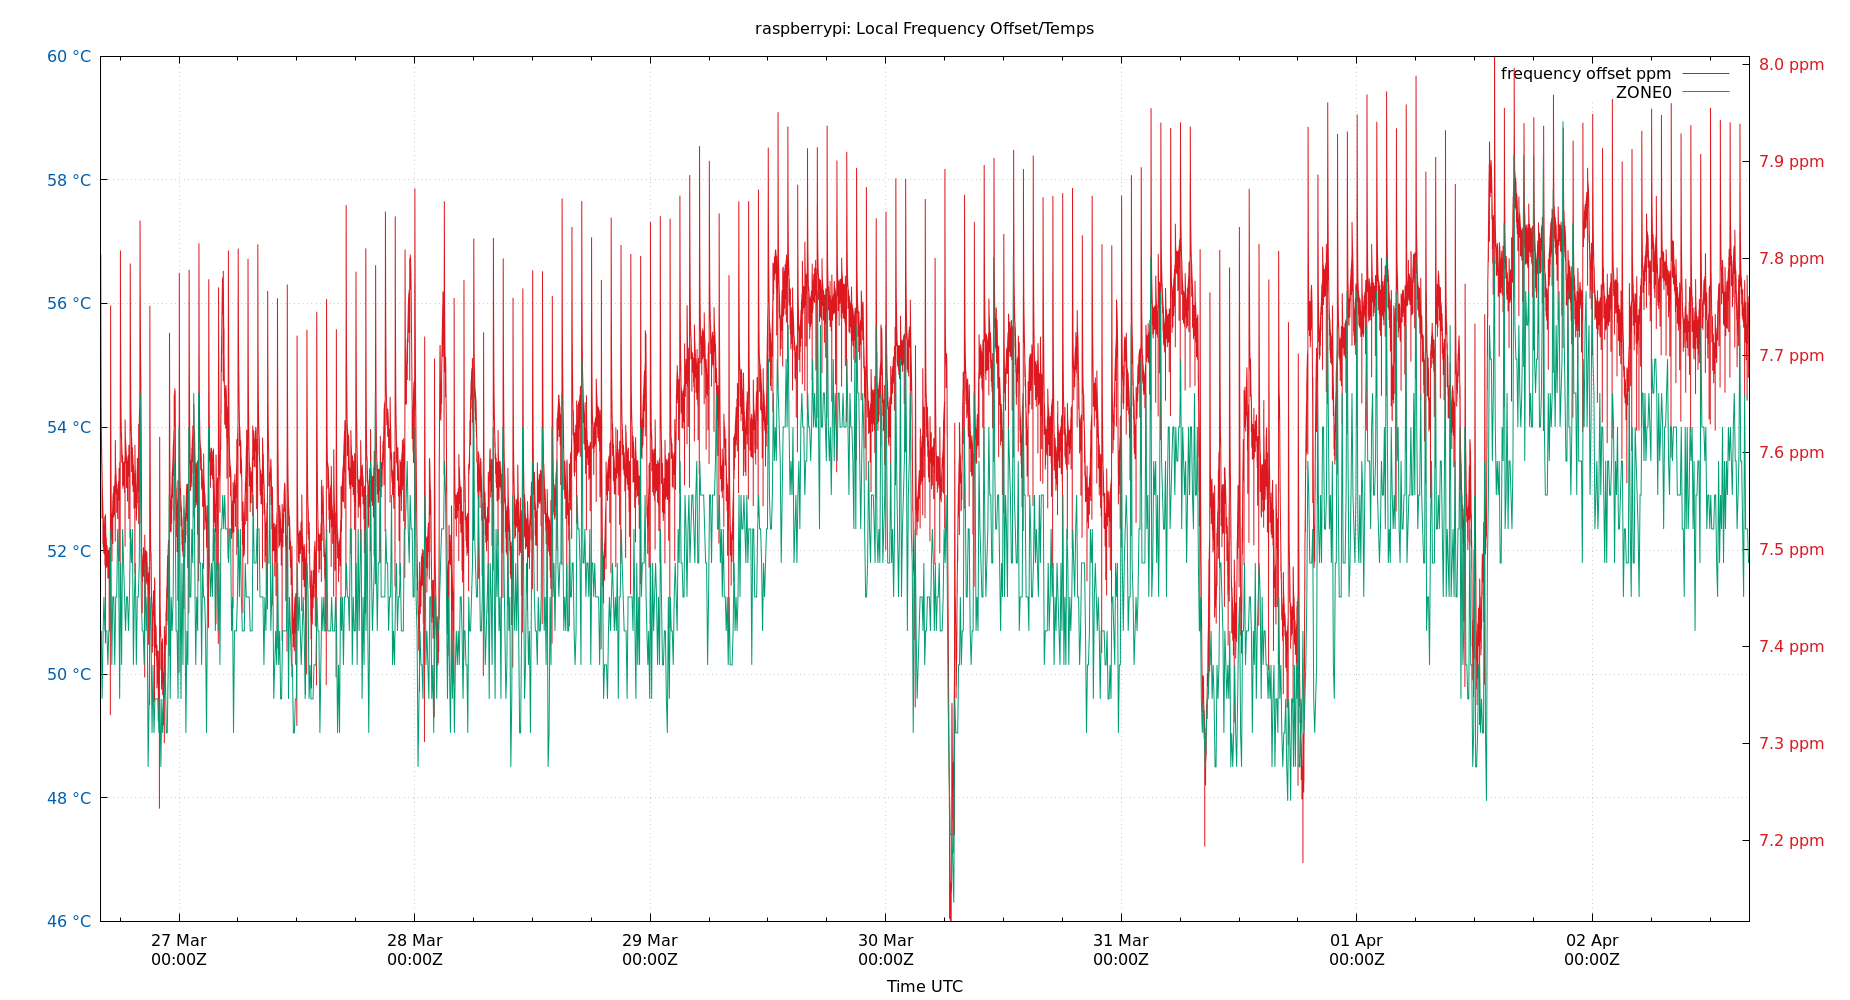 raspberrypi: Local Frequency Offset/Temps
60 °C
58 °C
56 °C
54 °C
52 °C
50 °C
48 °C
46 °C
8.0 ppm
7.9 ppm
7.8 ppm
7.7 ppm
7.6 ppm
7.5 ppm
7.4 ppm
7.3 ppm
7.2 ppm
frequency offset ppm
ZONE0
27 Mar
00:00Z
28 Mar
00:00Z
29 Mar
00:00Z
30 Mar
00:00Z
31 Mar
00:00Z
01 Apr
00:00Z
02 Apr
00:00Z
Time UTC